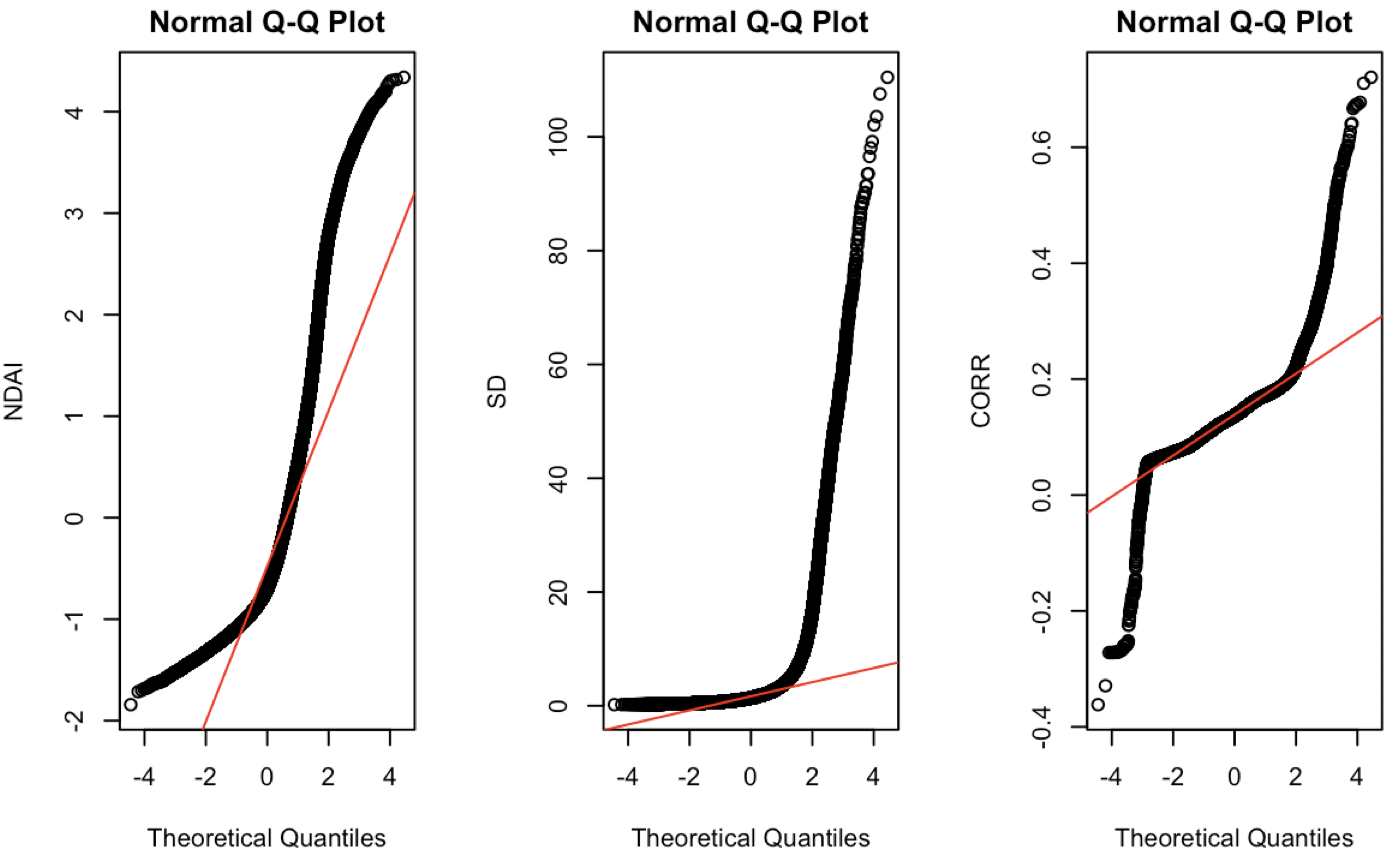 Normal Q-Q Plot
NDAI
4
3
2
1
0
-1
-2
-4 -2 0 2 4
Theoretical Quantiles
Normal Q-Q Plot
SD
100
80
60
40
20
0
-4 -2 0 2 4
Theoretical Quantiles
Normal Q-Q Plot
CORR
0.6
0.4
0.2
0.0
-0.2
-0.4
-4 -2 0 2 4
Theoretical Quantiles